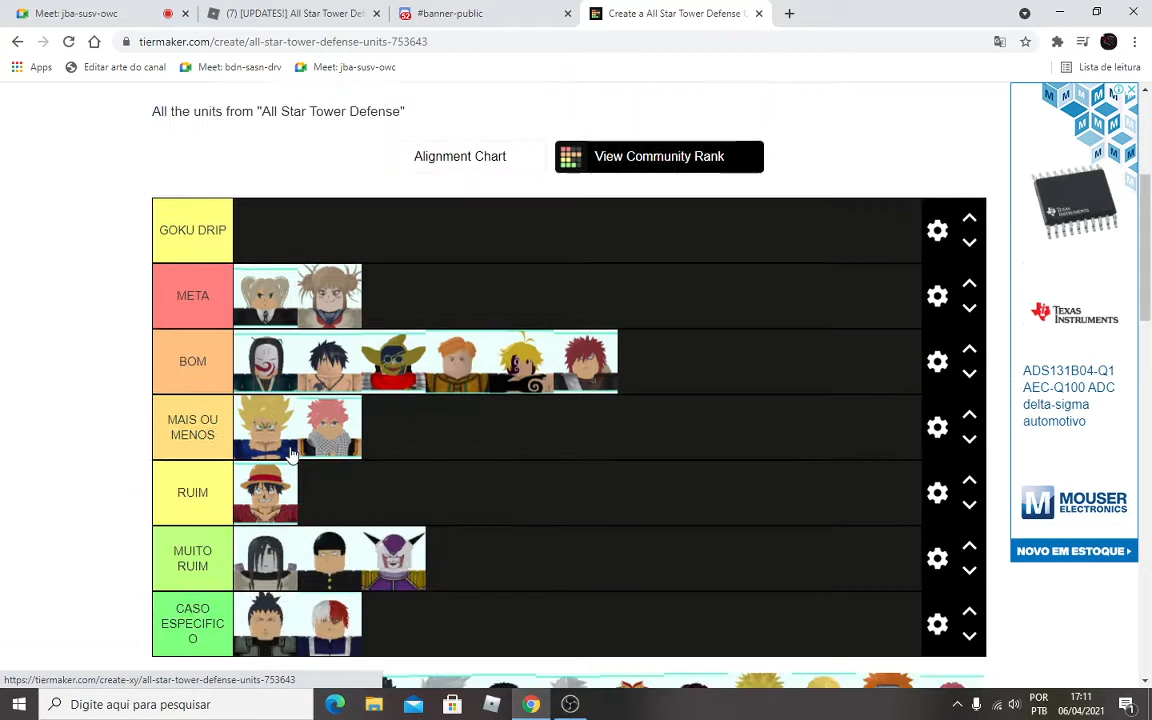 Meet: jba-susv-owc
(7) [UPDATES!] All Star Tower Def
#banner-public
Create a All Star Tower Defense U
tiermaker.com/create/all-star-tower-defense-units-753643
Apps
Editar arte do canal
Meet: bdn-sasn-drv
Meet: jba-susv-owc
Lista de leitura
All the units from "All Star Tower Defense"
Alignment Chart
View Community Rank
GOKU DRIP
META
BOM
MAIS OU
MENOS
RUIM
MUITO
RUIM
CASO
ESPECIFIC
O
TEXAS
INSTRUMENTS
ADS131B04-Q1
AEC-Q100 ADC
delta-sigma
automotivo
M MOUSER
ELECTRONICS
NOVO EM ESTOQUE
https://tiermaker.com/create-xy/all-star-tower-defense-units-753643
Digite aqui para pesquisar
POR
PTB
17:11
06/04/2021
1